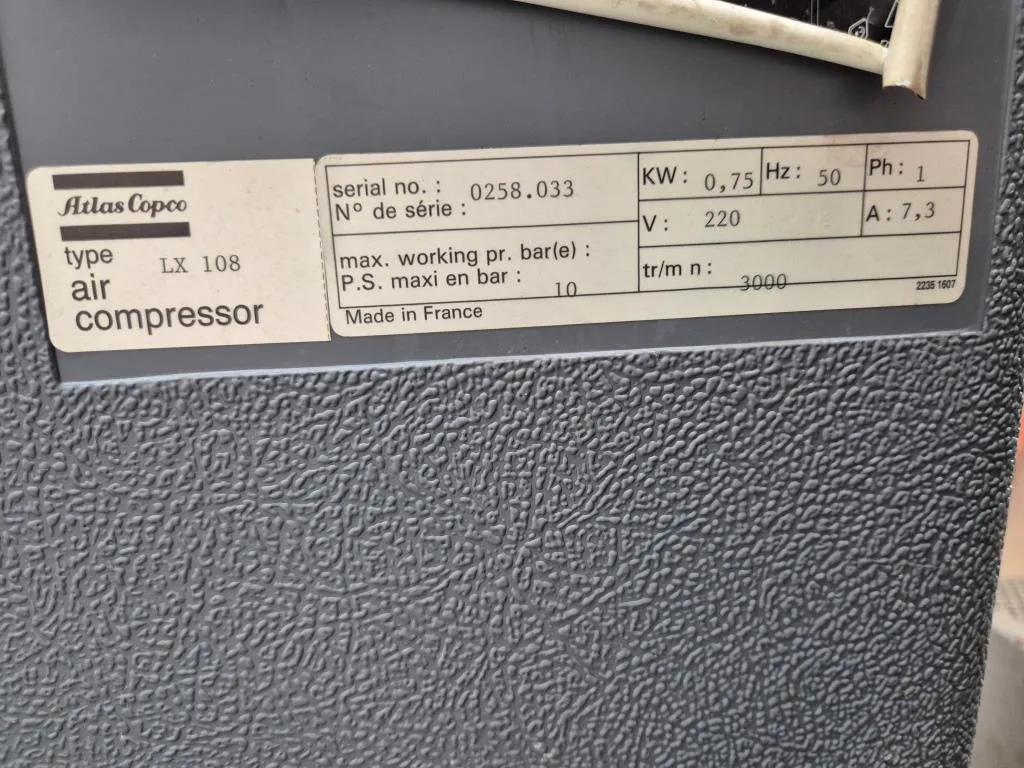 Atlas Copco
type LX 108
air
compressor
serial no. : 0258.033
N° de série :
max. working pr. bar(e) :
P.S. maxi en bar : 10
Made in France
KW : 0,75 Hz : 50 Ph : 1
V : 220 A : 7,3
tr/m n : 3000
2235 1607